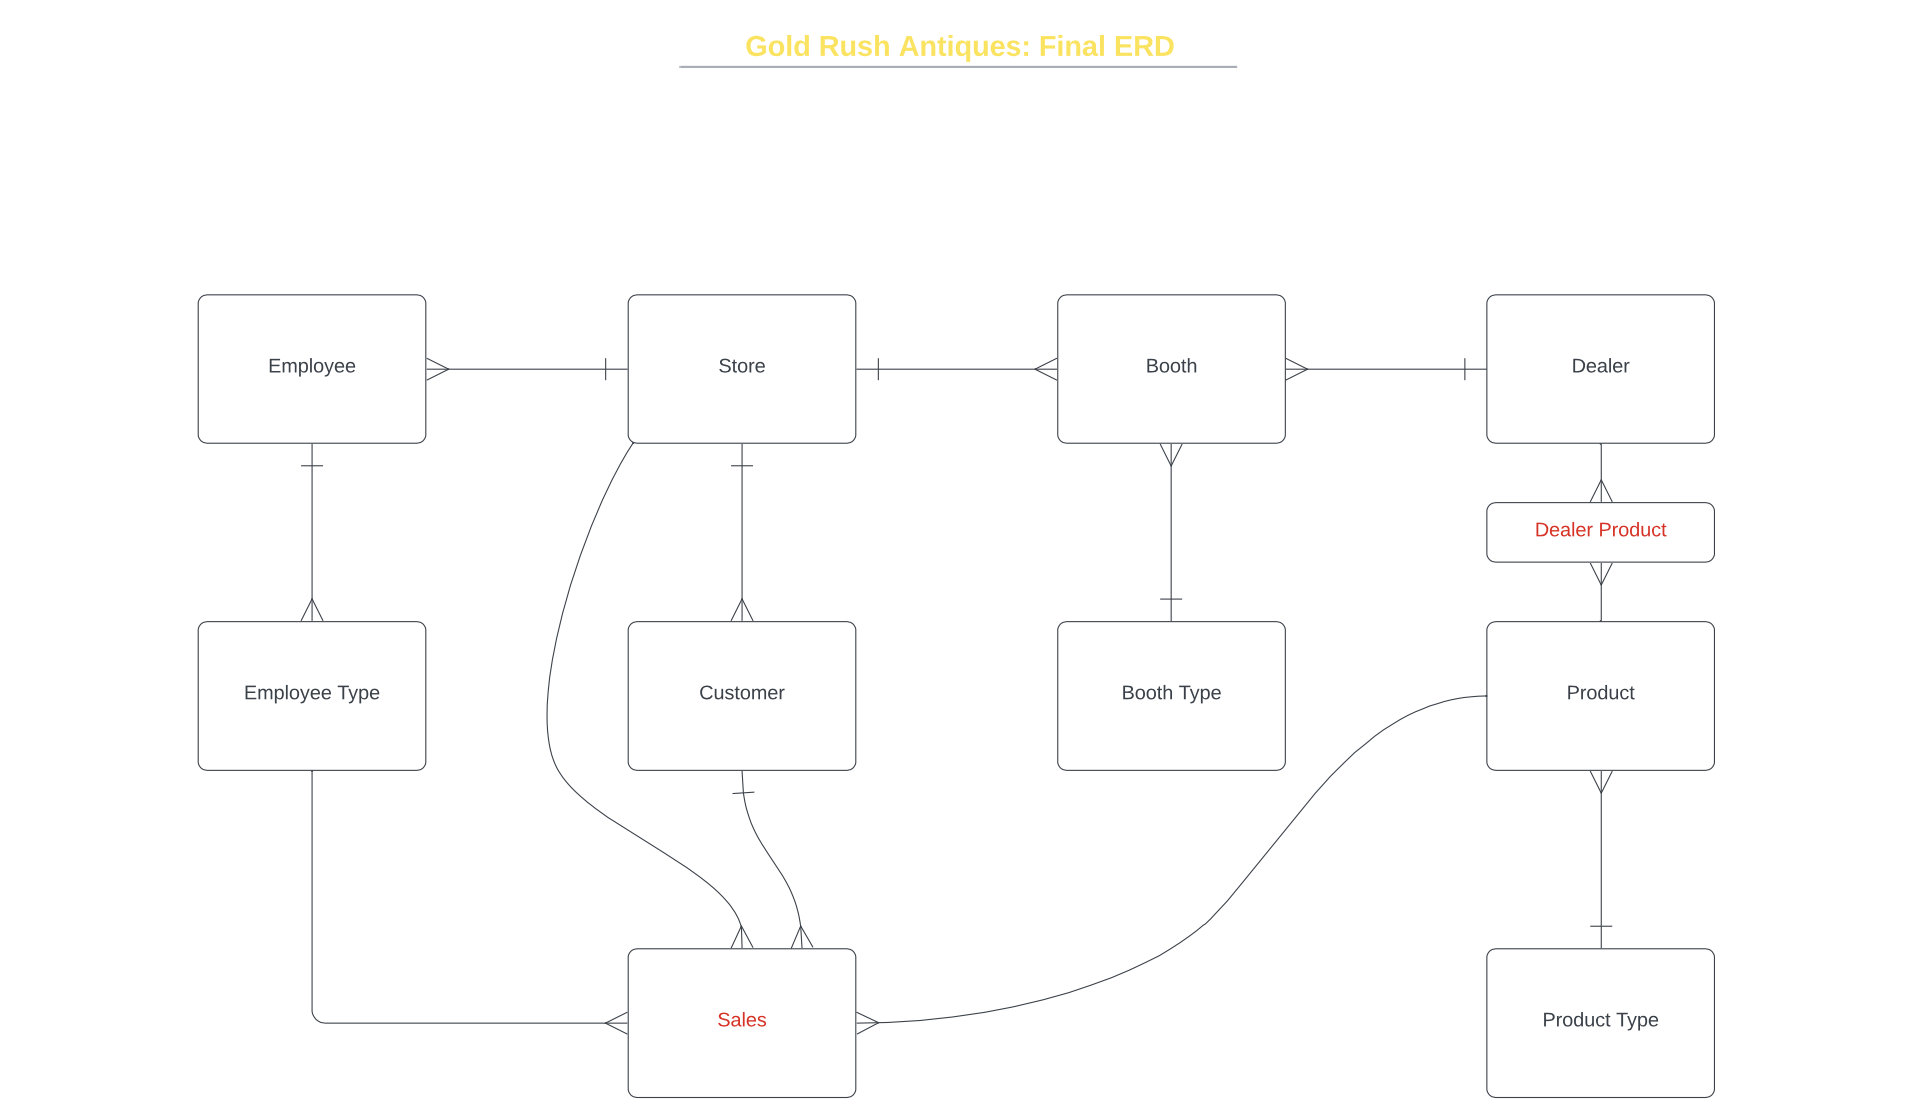 Gold Rush Antiques: Final ERD
Employee
Store
Booth
Dealer
Dealer Product
Employee Type
Customer
Booth Type
Product
Sales
Product Type